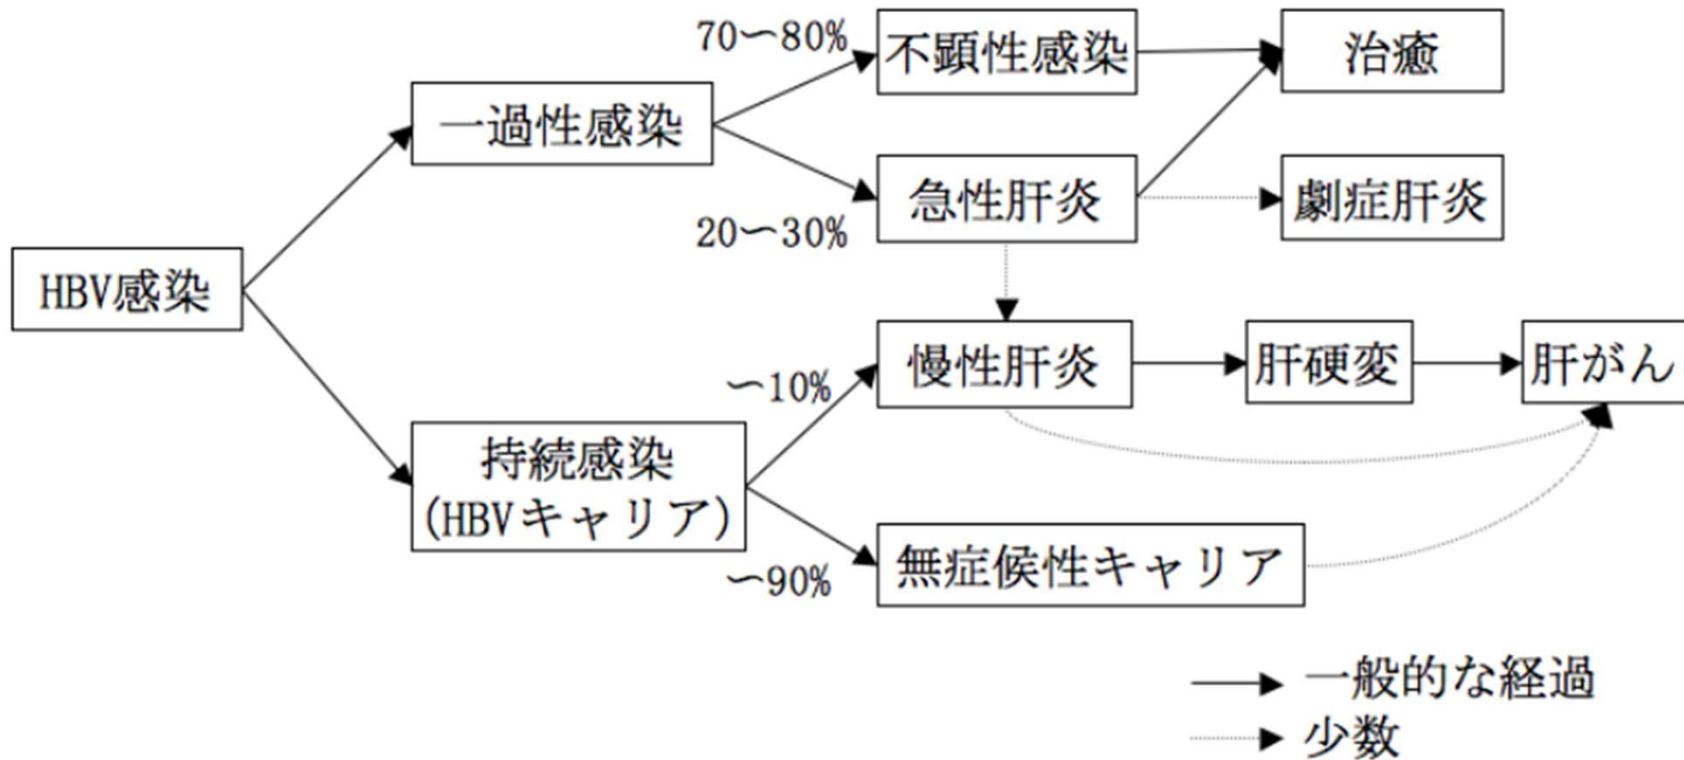 70〜80%
不顕性感染
治癒
一過性感染
急性肝炎
劇症肝炎
20〜30%
HBV感染
慢性肝炎
肝硬変
肝がん
〜10%
持続感染
(HBVキャリア)
〜90%
無症候性キャリア
一般的な経過
少数